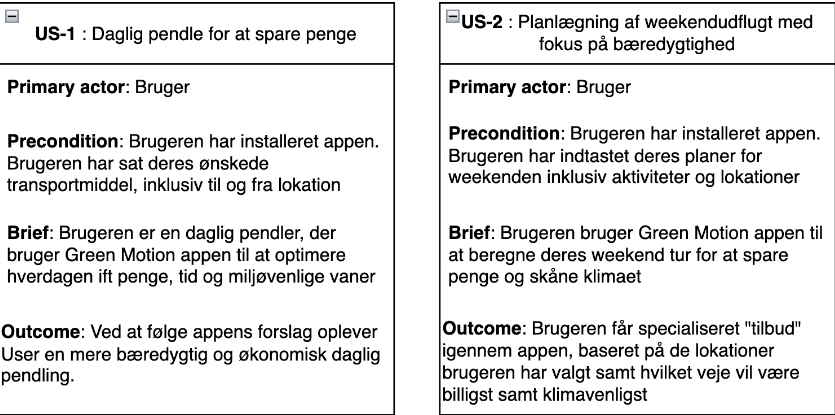 US-1 : Daglig pendle for at spare penge
Primary actor: Bruger
Precondition: Brugeren har installeret appen.
Brugeren har sat deres ønskede
transportmiddel, inklusiv til og fra lokation
Brief: Brugeren er en daglig pendler, der
bruger Green Motion appen til at optimere
hverdagen ift penge, tid og miljøvenlige vaner
Outcome: Ved at følge appens forslag oplever
User en mere bæredygtig og økonomisk daglig
pendling.
US-2 : Planlægning af weekendudflugt med
fokus på bæredygtighed
Primary actor: Bruger
Precondition: Brugeren har installeret appen.
Brugeren har indtastet deres planer for
weekenden inklusiv aktiviteter og lokationer
Brief: Brugeren bruger Green Motion appen til
at beregne deres weekend tur for at spare
penge og skåne klimaet
Outcome: Brugeren får specialiseret "tilbud"
igennem appen, baseret på de lokationer
brugeren har valgt samt hvilket veje vil være
billigst samt klimavenligst